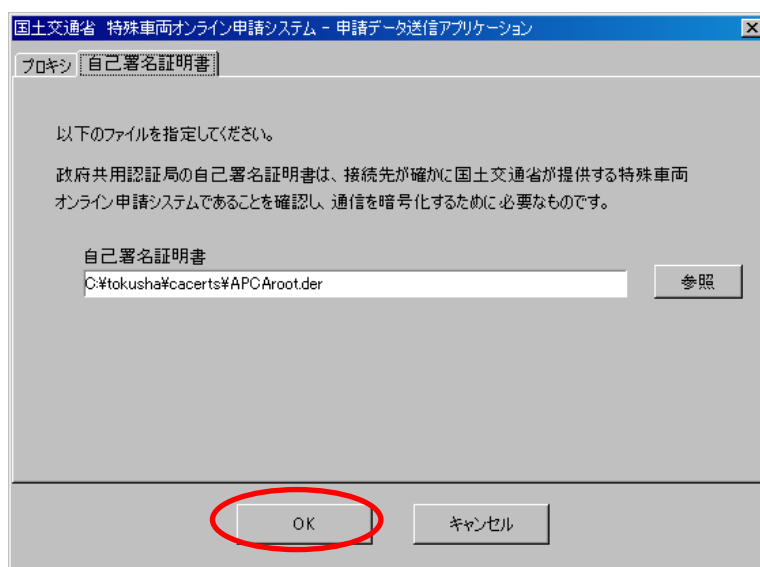 国土交通省 特殊車両オンライン申請システム - 申請データ送信アプリケーション
プロキシ 自己署名証明書
以下のファイルを指定してください。
政府共用認証局の自己署名証明書は、接続先が確かに国土交通省が提供する特殊車両
オンライン申請システムであることを確認し、通信を暗号化するために必要なものです。
自己署名証明書
C:¥tokusha¥cacerts¥APCAroot.der 参照
OK キャンセル